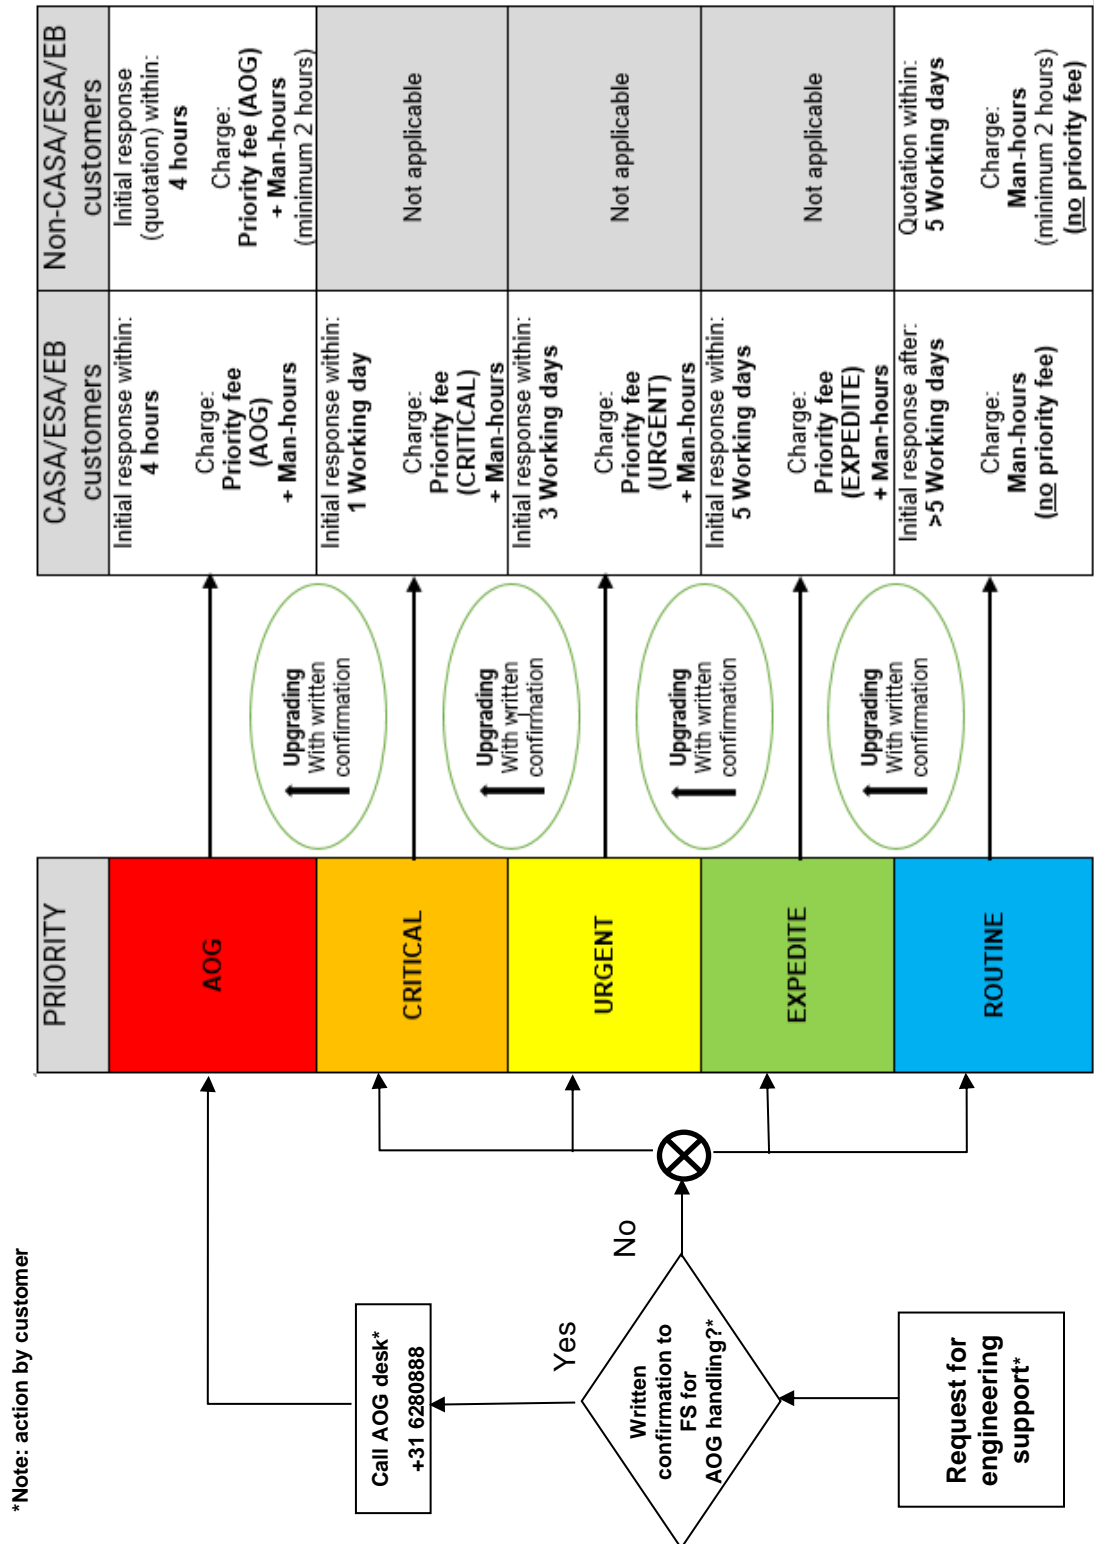 *Note: action by customer
Request for
engineering
support*
Written
confirmation to
FS for
AOG handling?*
Yes
No
Call AOG desk*
+31 6280888
PRIORITY
CASA/ESA/EB
customers
Non-CASA/ESA/EB
customers
AOG
Initial response within:
4 hours
Charge:
Priority fee
(AOG)
+ Man-hours
Initial response
(quotation) within:
4 hours
Charge:
Priority fee (AOG)
+ Man-hours
(minimum 2 hours)
Upgrading
With written
confirmation
CRITICAL
Initial response within:
1 Working day
Charge:
Priority fee
(CRITICAL)
+ Man-hours
Not applicable
Upgrading
With written
confirmation
URGENT
Initial response within:
3 Working days
Charge:
Priority fee
(URGENT)
+ Man-hours
Not applicable
Upgrading
With written
confirmation
EXPEDITE
Initial response within:
5 Working days
Charge:
Priority fee
(EXPEDITE)
+ Man-hours
Not applicable
Upgrading
With written
confirmation
ROUTINE
Initial response after:
>5 Working days
Charge:
Man-hours
(no priority fee)
Quotation within:
5 Working days
Charge:
Man-hours
(minimum 2 hours)
(no priority fee)